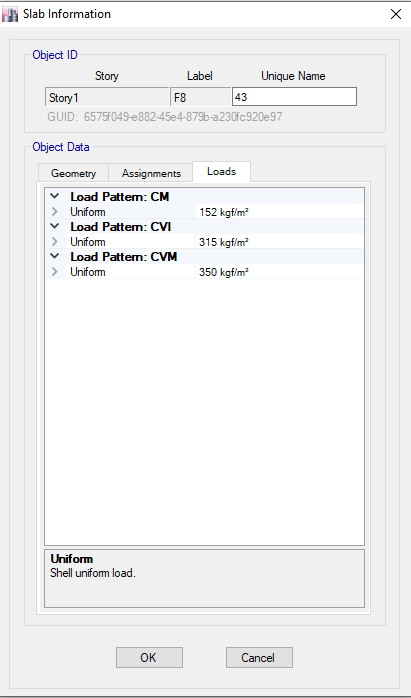 Slab Information
Object ID
Story Label Unique Name
Story1 F8 43
GUID: 6575f049-e882-45e4-879b-a230fc920e97
Object Data
Geometry Assignments Loads
Load Pattern: CM
Uniform 152 kgf/m²
Load Pattern: CVI
Uniform 315 kgf/m²
Load Pattern: CVM
Uniform 350 kgf/m²
Uniform
Shell uniform load.
OK Cancel